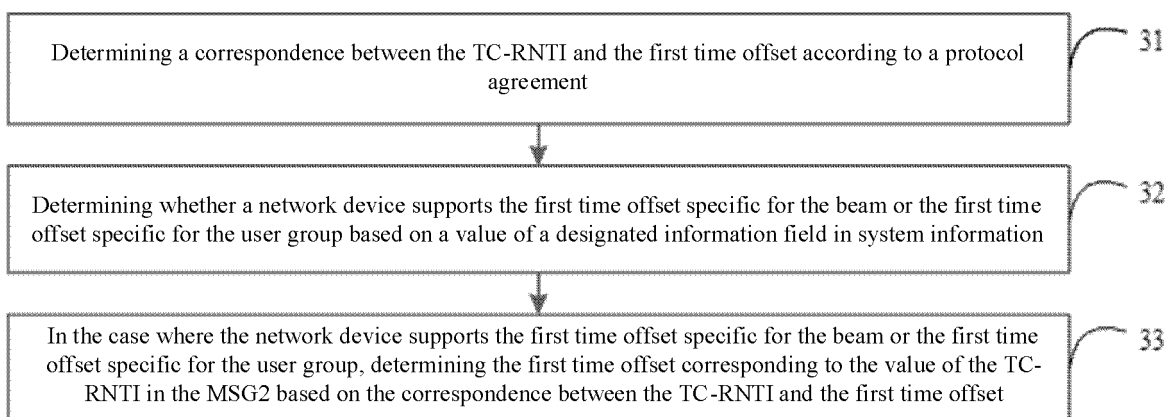 Determining a correspondence between the TC-RNTI and the first time offset according to a protocol
agreement
31
Determining whether a network device supports the first time offset specific for the beam or the first time
offset specific for the user group based on a value of a designated information field in system information
32
In the case where the network device supports the first time offset specific for the beam or the first time
offset specific for the user group, determining the first time offset corresponding to the value of the TC-
RNTI in the MSG2 based on the correspondence between the TC-RNTI and the first time offset
33